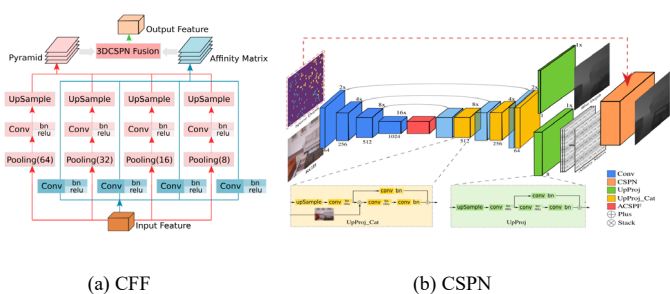 Output Feature
Pyramid
3DCSPN Fusion
Affinity Matrix
UpSample UpSample UpSample UpSample
Conv bn relu Conv bn relu Conv bn relu Conv bn relu
Pooling(64) Pooling(32) Pooling(16) Pooling(8)
Conv bn relu Conv bn relu Conv bn relu Conv bn relu
Input Feature
(a) CFF
1x
2x
4x
8x
16x
64
256
512
1024
8x
4x
2x
512
256
64
1x
Conv
CSPN
UpProj
UpProj_Cat
ACSPF
Plus
Stack
conv bn
upSample conv conv conv bn
UpProj_Cat
conv bn
upSample conv conv conv bn
UpProj
(b) CSPN